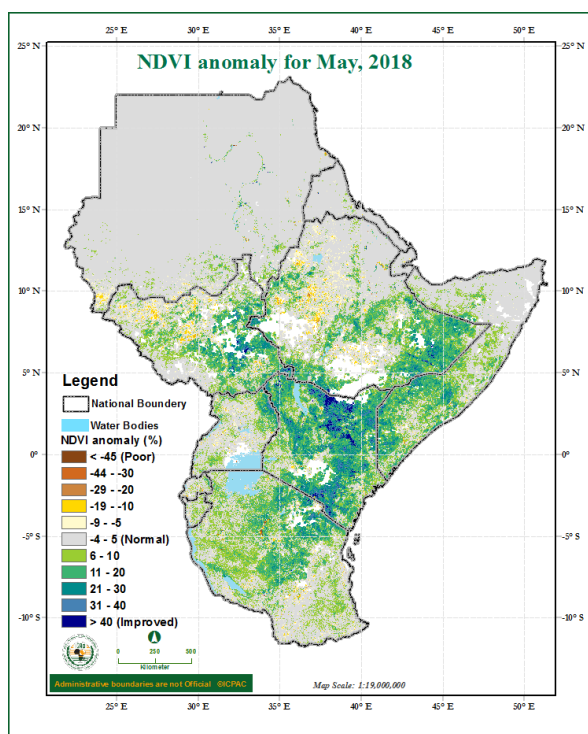 NDVI anomaly for May, 2018
25° E 30° E 35° E 40° E 45° E 50° E
25° N 25° N
20° N 20° N
15° N 15° N
10° N 10° N
5° N 5° N
0° 0°
5° S 5° S
10° S 10° S
Legend
National Boundery
Water Bodies
NDVI anomaly (%)
< -45 (Poor)
-44 - -30
-29 - -20
-19 - -10
-9 - -5
-4 - 5 (Normal)
6 - 10
11 - 20
21 - 30
31 - 40
> 40 (Improved)
0 250 500
Kilometer
Map Scale: 1:19,000,000
Administrative boundaries are not Official ©ICPAC
25° E 30° E 35° E 40° E 45° E 50° E